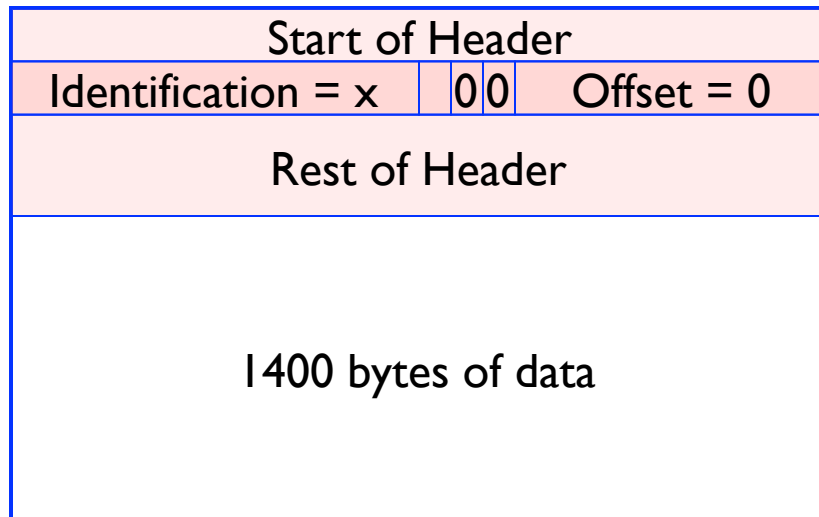 Start of Header
Identification = x 0 0 Offset = 0
Rest of Header
1400 bytes of data